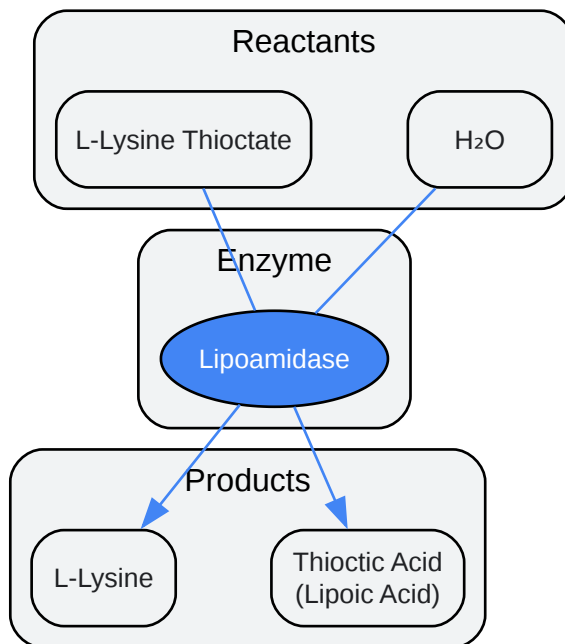 Reactants
L-Lysine Thioctate
H₂O
Enzyme
Lipoamidase
Products
L-Lysine
Thioctic Acid
(Lipoic Acid)